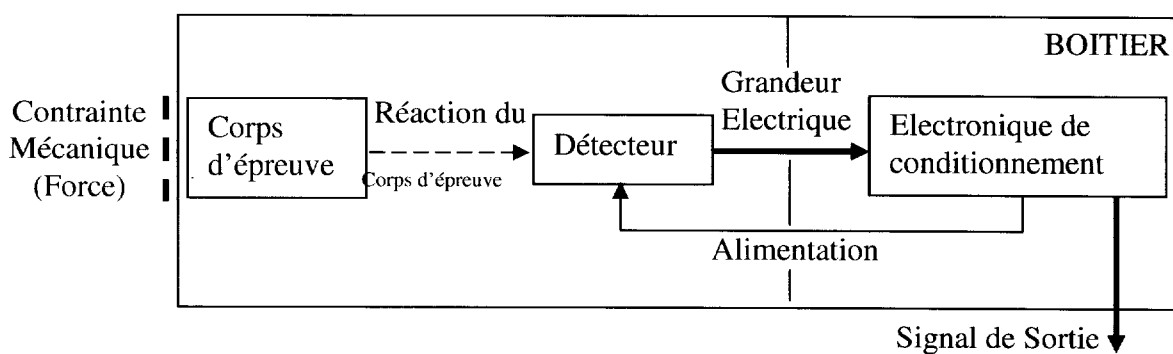 BOITIER
Contrainte
Mécanique
(Force)
Corps
d'épreuve
Réaction du
Corps d'épreuve
Détecteur
Grandeur
Electrique
Electronique de
conditionnement
Alimentation
Signal de Sortie